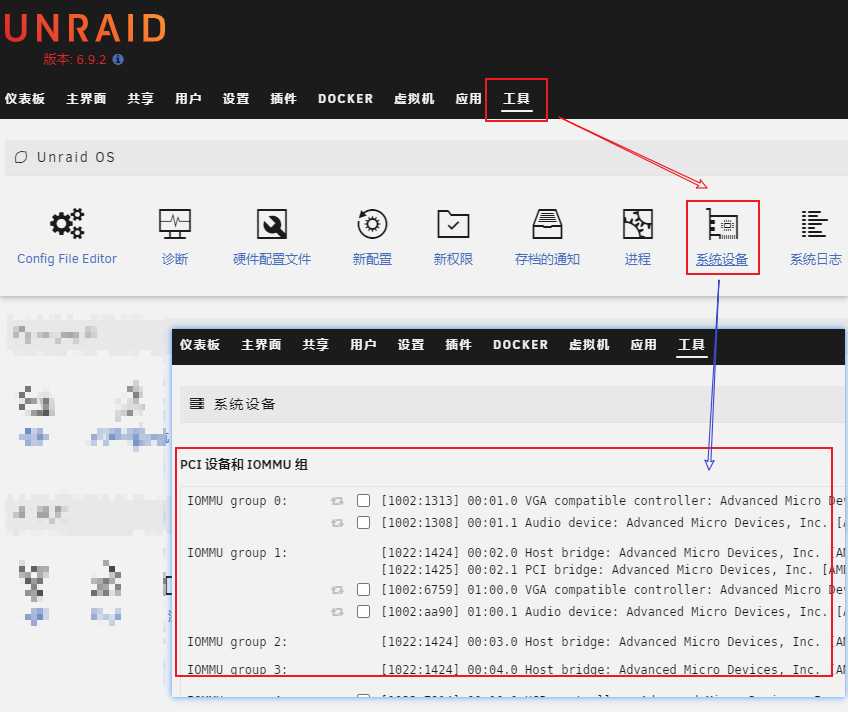 UNRAID
版本: 6.9.2
仪表板 主界面 共享 用户 设置 插件 DOCKER 虚拟机 应用 工具
Unraid OS
Config File Editor 诊断 硬件配置文件 新配置 新权限 存档的通知 进程 系统设备 系统日志
仪表板 主界面 共享 用户 设置 插件 DOCKER 虚拟机 应用 工具
系统设备
PCI 设备和 IOMMU 组
IOMMU group 0: [1002:1313] 00:01.0 VGA compatible controller: Advanced Micro Dev
[1002:1308] 00:01.1 Audio device: Advanced Micro Devices, Inc. [A
IOMMU group 1: [1022:1424] 00:02.0 Host bridge: Advanced Micro Devices, Inc. [AM
[1022:1425] 00:02.1 PCI bridge: Advanced Micro Devices, Inc. [AMD
[1002:6759] 01:00.0 VGA compatible controller: Advanced Micro Dev
[1002:aa90] 01:00.1 Audio device: Advanced Micro Devices, Inc. [A
IOMMU group 2: [1022:1424] 00:03.0 Host bridge: Advanced Micro Devices, Inc. [AM
IOMMU group 3: [1022:1424] 00:04.0 Host bridge: Advanced Micro Devices, Inc. [AM